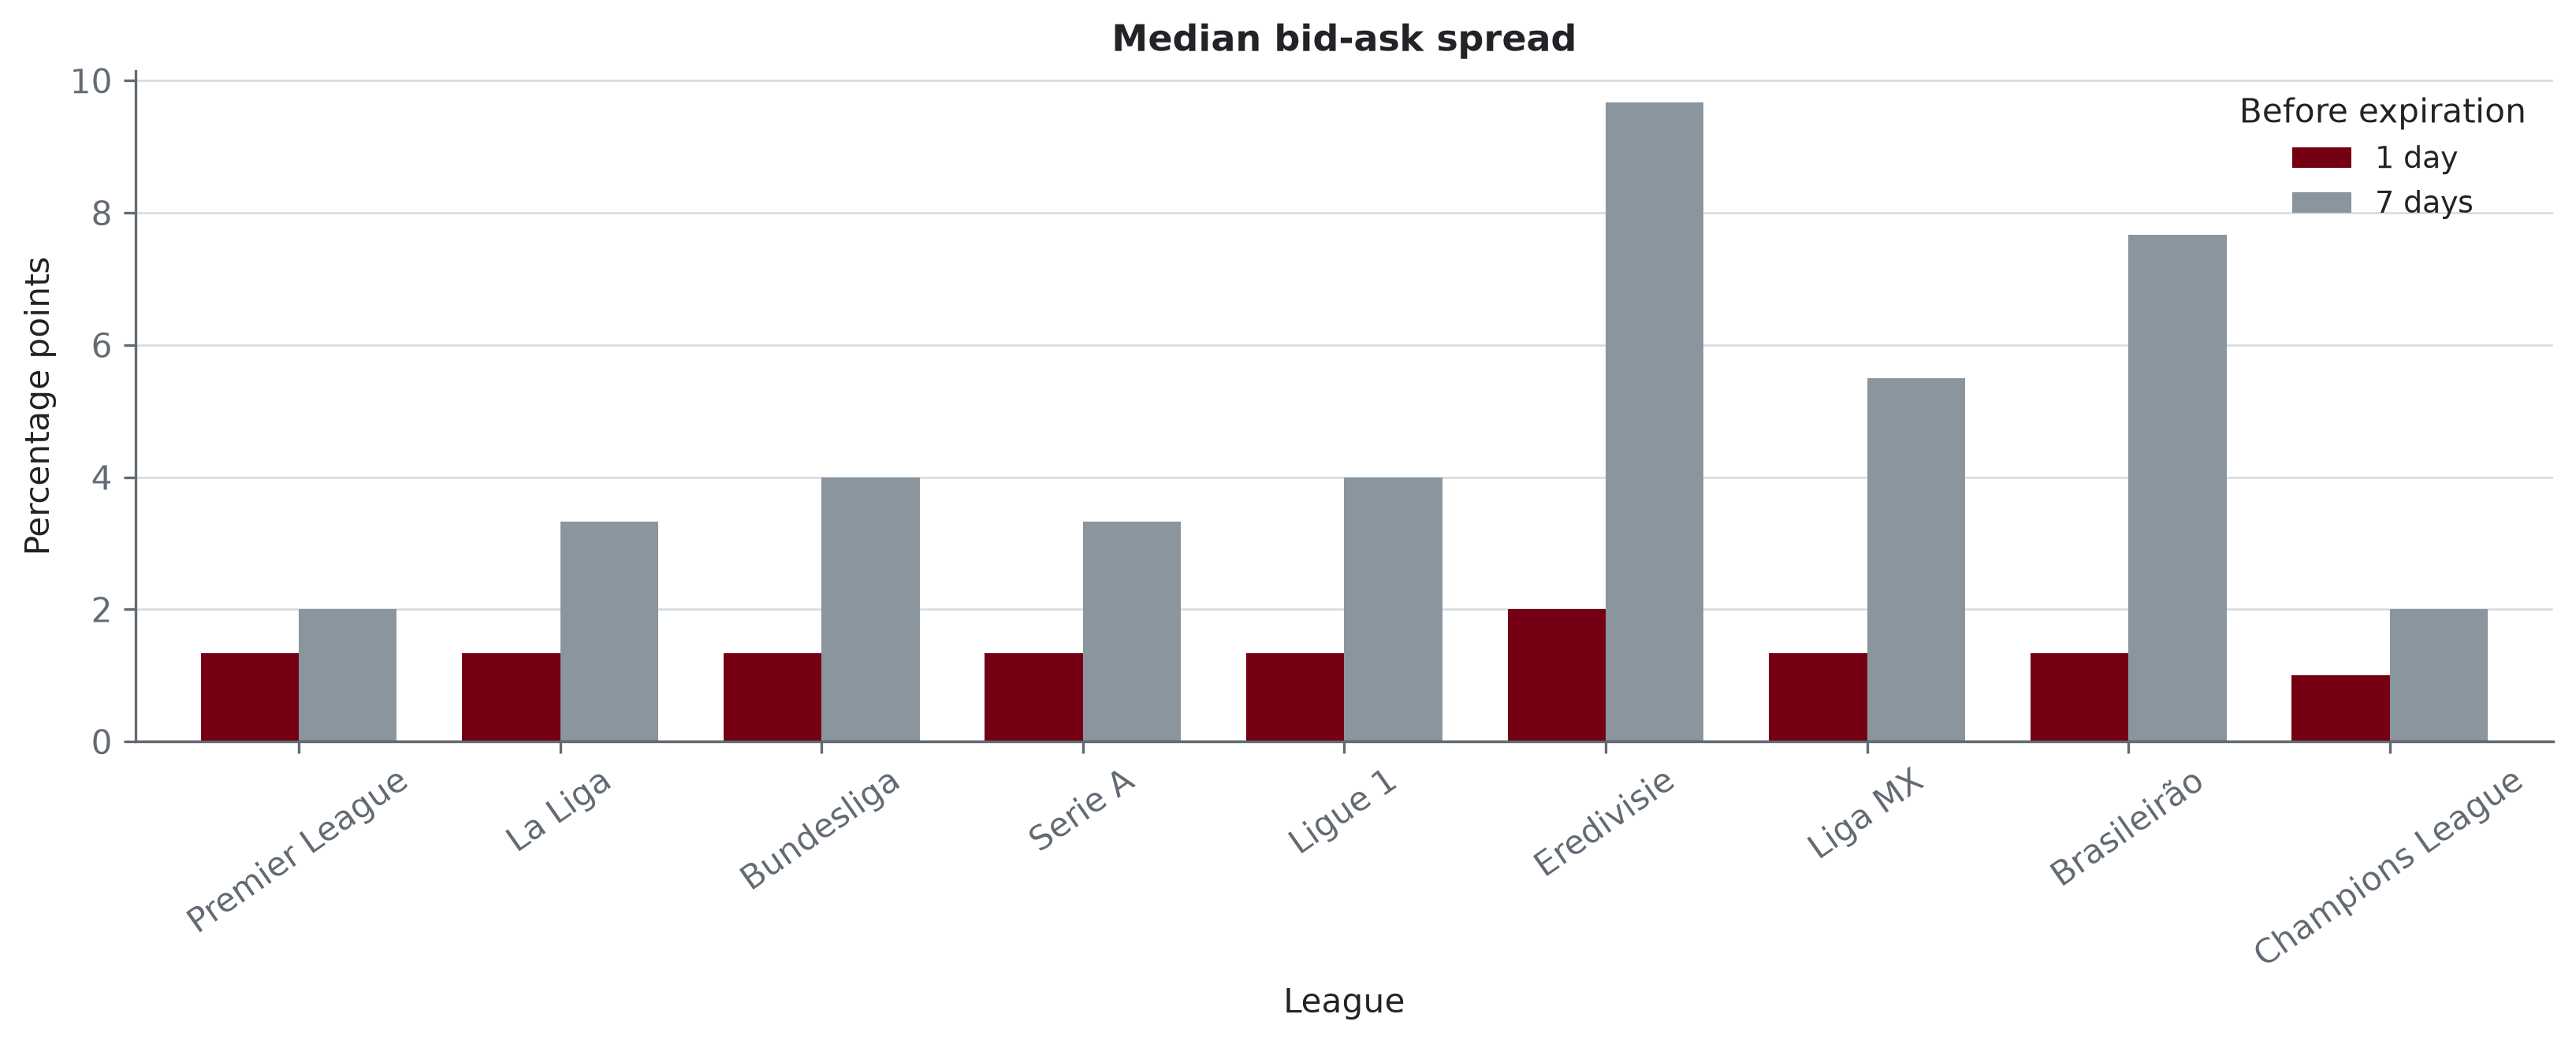 Median bid-ask spread
Percentage points
10
8
6
4
2
0
Before expiration
1 day
7 days
Premier League
La Liga
Bundesliga
Serie A
Ligue 1
Eredivisie
Liga MX
Brasileirão
Champions League
League